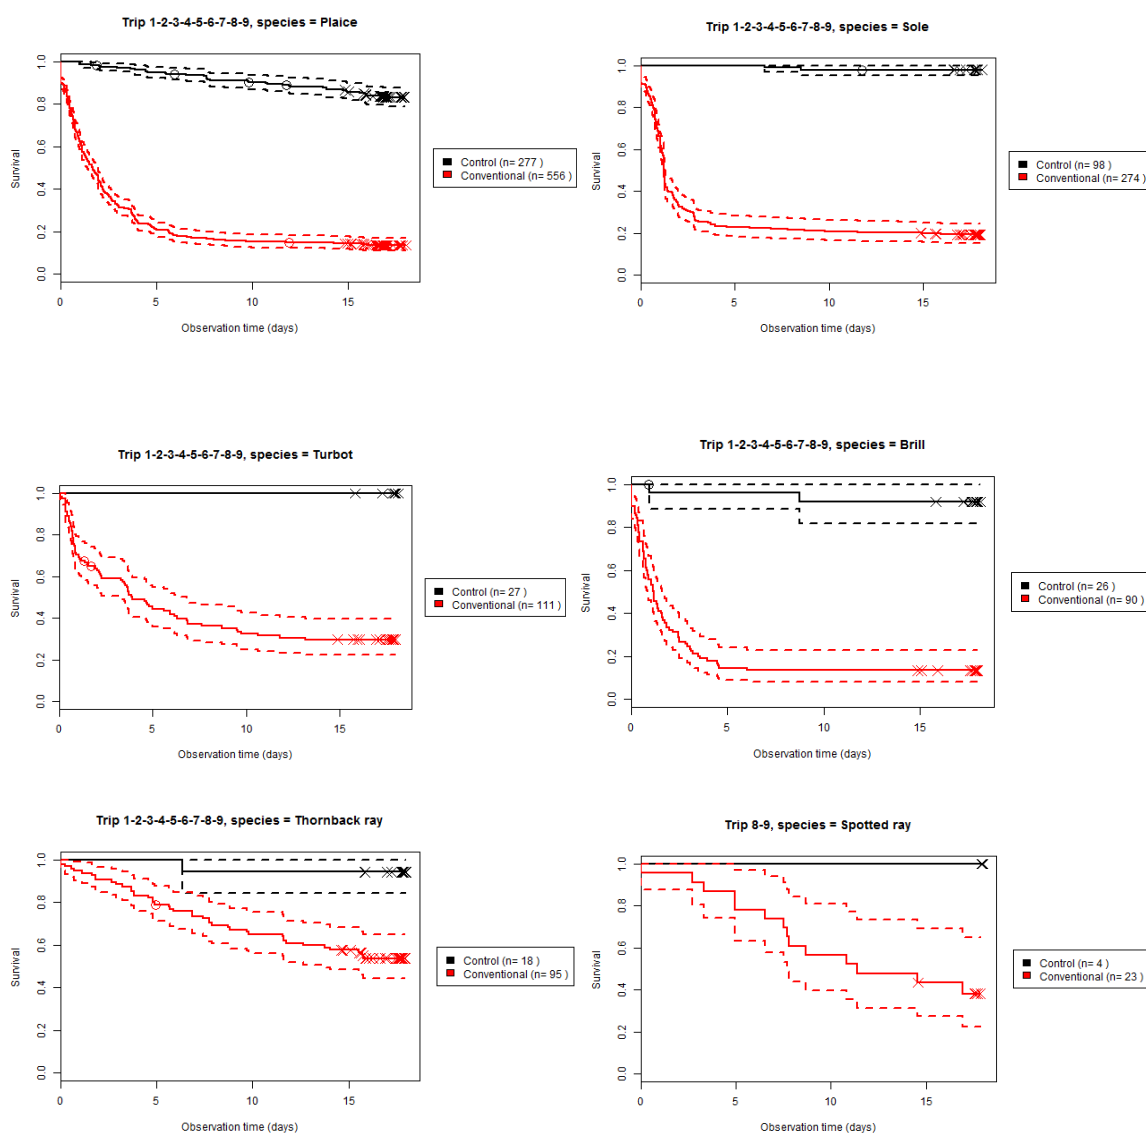 Trip 1-2-3-4-5-6-7-8-9, species = Plaice
Survival
0.0 0.2 0.4 0.6 0.8 1.0
0 5 10 15
Observation time (days)
Control (n= 277 )
Conventional (n= 556 )
Trip 1-2-3-4-5-6-7-8-9, species = Sole
Survival
0.0 0.2 0.4 0.6 0.8 1.0
0 5 10 15
Observation time (days)
Control (n= 98 )
Conventional (n= 274 )
Trip 1-2-3-4-5-6-7-8-9, species = Turbot
Survival
0.0 0.2 0.4 0.6 0.8 1.0
0 5 10 15
Observation time (days)
Control (n= 27 )
Conventional (n= 111 )
Trip 1-2-3-4-5-6-7-8-9, species = Brill
Survival
0.0 0.2 0.4 0.6 0.8 1.0
0 5 10 15
Observation time (days)
Control (n= 26 )
Conventional (n= 90 )
Trip 1-2-3-4-5-6-7-8-9, species = Thornback ray
Survival
0.0 0.2 0.4 0.6 0.8 1.0
0 5 10 15
Observation time (days)
Control (n= 18 )
Conventional (n= 95 )
Trip 8-9, species = Spotted ray
Survival
0.0 0.2 0.4 0.6 0.8 1.0
0 5 10 15
Observation time (days)
Control (n= 4 )
Conventional (n= 23 )